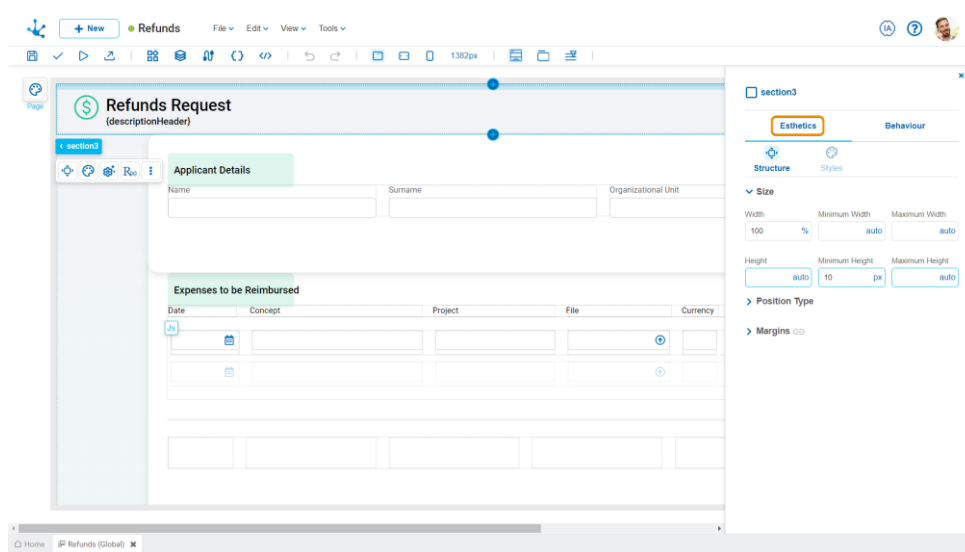 + New
Refunds
File
Edit
View
Tools
IA
?
1382px
Page
Refunds Request
{descriptionHeader}
section3
R(x)
Applicant Details
Name
Surname
Organizational Unit
Expenses to be Reimbursed
Date
Concept
Project
File
Currency
Js
section3
Esthetics
Behaviour
Structure
Styles
Size
Width
Minimum Width
Maximum Width
100 %
auto
auto
Height
Minimum Height
Maximum Height
auto
10 px
auto
Position Type
Margins
Home
Refunds (Global)